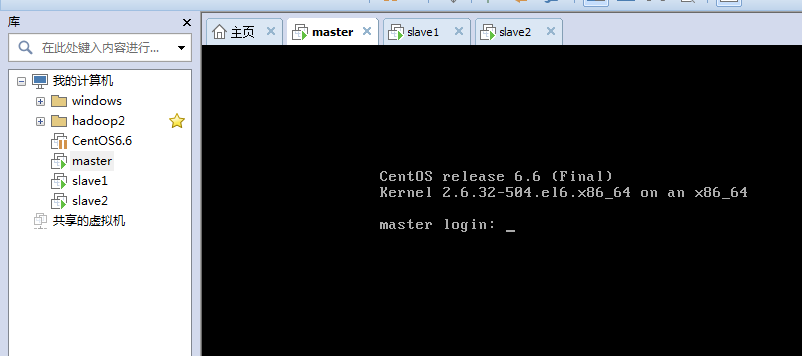 库
在此处键入内容进行...
我的计算机
windows
hadoop2
CentOS6.6
master
slave1
slave2
共享的虚拟机
主页
master
slave1
slave2
CentOS release 6.6 (Final)
Kernel 2.6.32-504.el6.x86_64 on an x86_64
master login: _